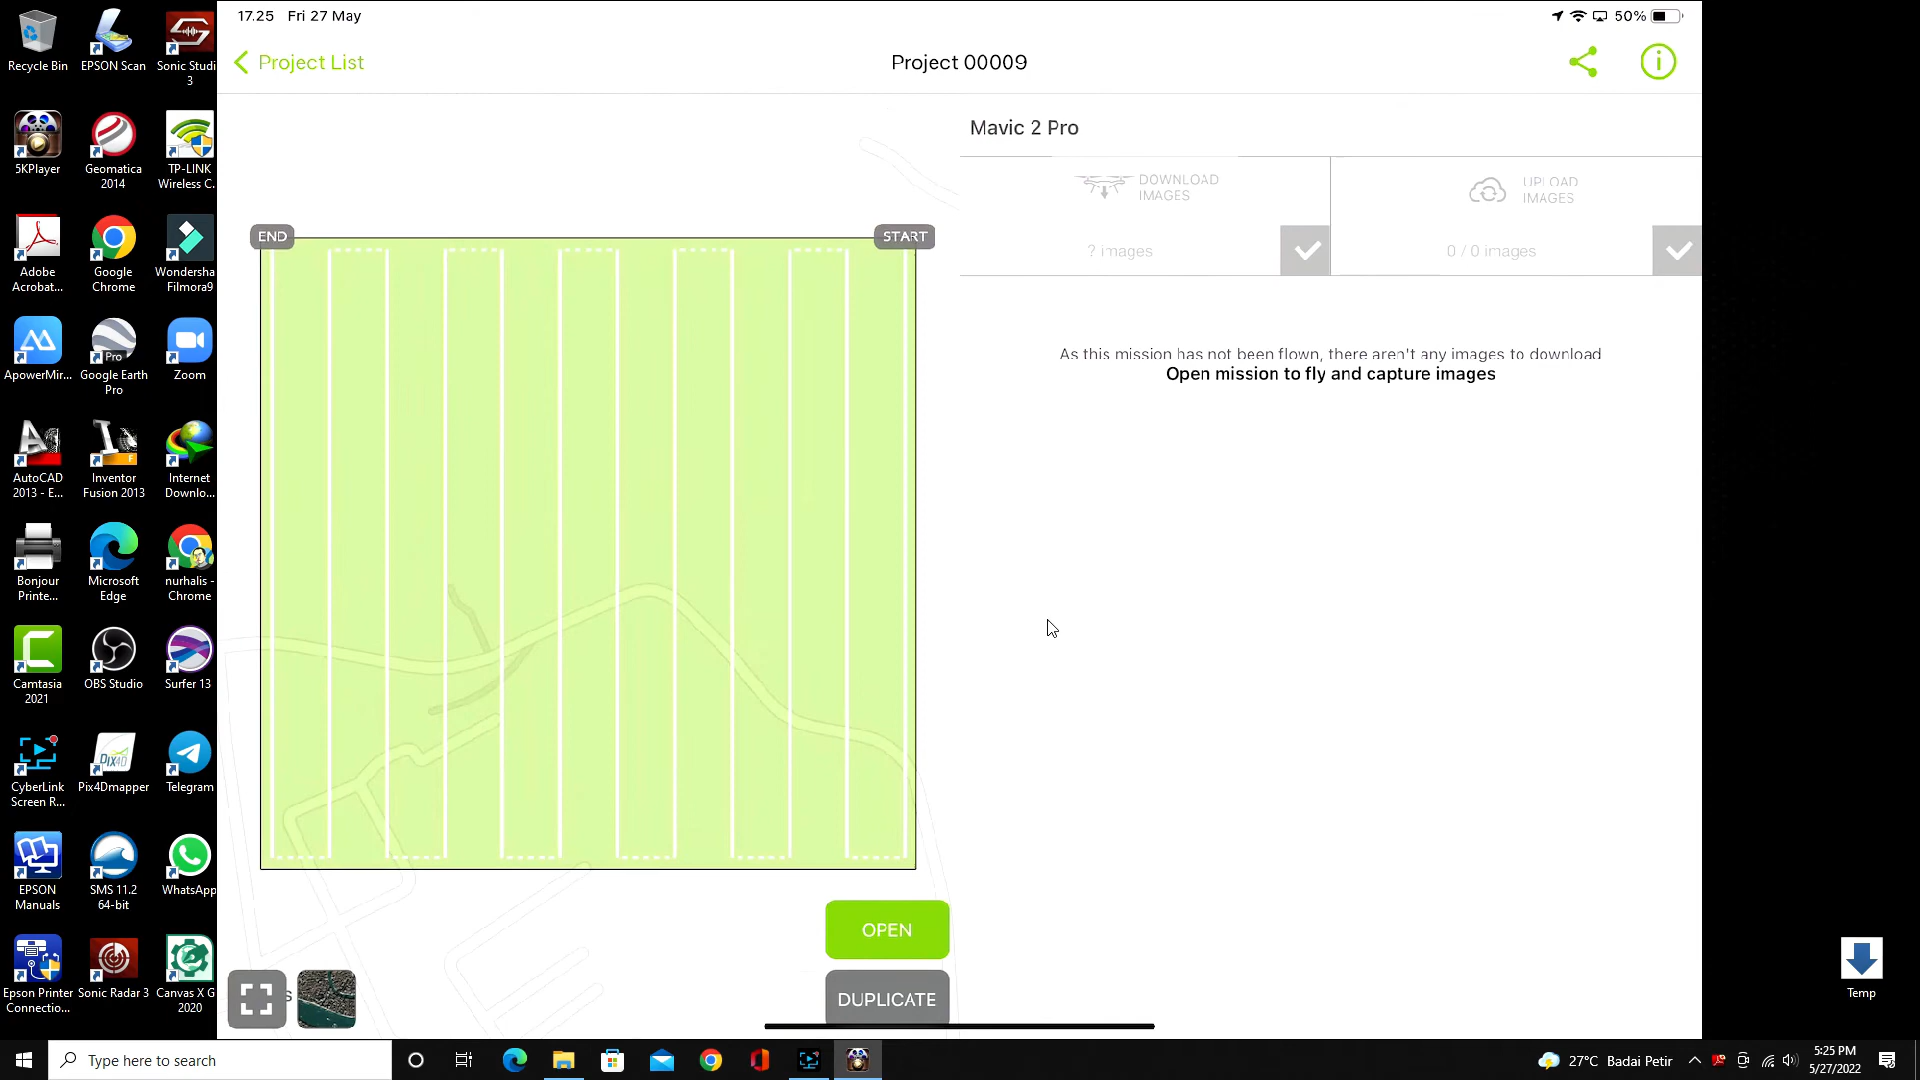 17.25 Fri 27 May
50%
Project List
Project 00009
Mavic 2 Pro
DOWNLOAD
IMAGES
UPLOAD
IMAGES
? images
0 / 0 images
As this mission has not been flown, there aren't any images to download
Open mission to fly and capture images
END
START
OPEN
DUPLICATE
Recycle Bin
EPSON Scan
Sonic Studi
3
5KPlayer
Geomatica
2014
TP-LINK
Wireless C.
Adobe
Acrobat...
Google
Chrome
Wondersha
Filmora9
ApowerMir...
Pro
Google Earth
Pro
Zoom
AutoCAD
2013 - E...
Inventor
Fusion 2013
Internet
Downlo...
Bonjour
Printe...
Microsoft
Edge
nurhalis -
Chrome
Camtasia
2021
OBS Studio
Surfer 13
CyberLink
Screen R...
Pix4Dmapper
Telegram
EPSON
Manuals
SMS 11.2
64-bit
WhatsApp
Epson Printer
Connectio...
Sonic Radar 3
Canvas X G
2020
Temp
Type here to search
27°C Badai Petir
5:25 PM
5/27/2022